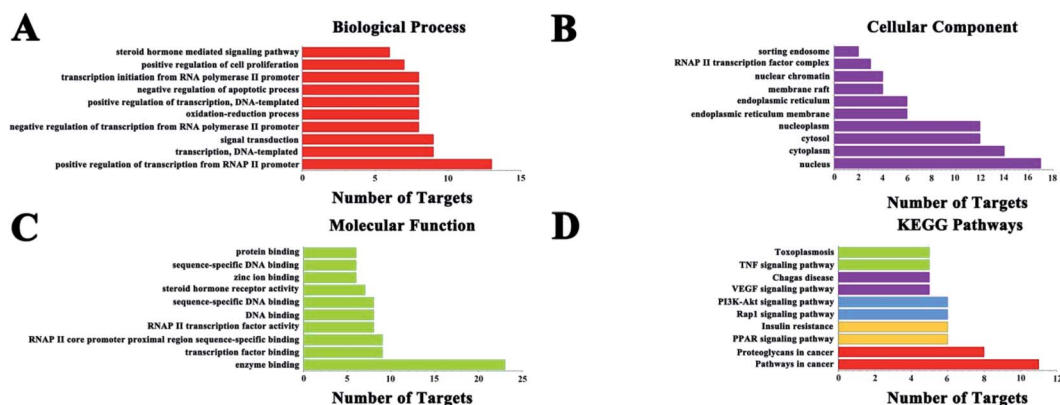 A
Biological Process
steroid hormone mediated signaling pathway
positive regulation of cell proliferation
transcription initiation from RNA polymerase II promoter
negative regulation of apoptotic process
positive regulation of transcription, DNA-templated
oxidation-reduction process
negative regulation of transcription from RNA polymerase II promoter
signal transduction
transcription, DNA-templated
positive regulation of transcription from RNAP II promoter
0 5 10 15
Number of Targets
B
Cellular Component
sorting endosome
RNAP II transcription factor complex
nuclear chromatin
membrane raft
endoplasmic reticulum
endoplasmic reticulum membrane
nucleoplasm
cytosol
cytoplasm
nucleus
0 2 4 6 8 10 12 14 16 18
Number of Targets
C
Molecular Function
protein binding
sequence-specific DNA binding
zinc ion binding
steroid hormone receptor activity
sequence-specific DNA binding
DNA binding
RNAP II transcription factor activity
RNAP II core promoter proximal region sequence-specific binding
transcription factor binding
enzyme binding
0 5 10 15 20 25
Number of Targets
D
KEGG Pathways
Toxoplasmosis
TNF signaling pathway
Chagas disease
VEGF signaling pathway
PI3K-Akt signaling pathway
Rap1 signaling pathway
Insulin resistance
PPAR signaling pathway
Proteoglycans in cancer
Pathways in cancer
0 2 4 6 8 10 12
Number of Targets